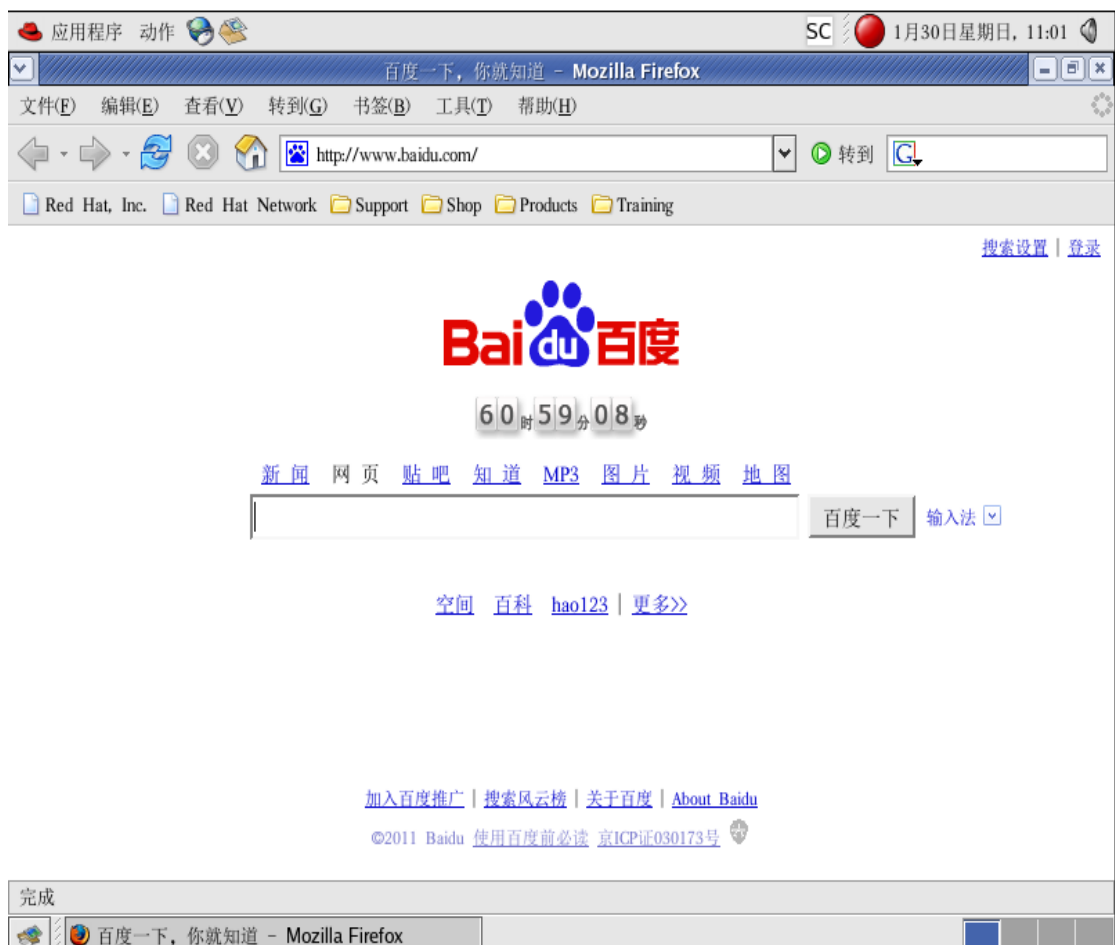 应用程序 动作 SC 1月30日星期日, 11:01
百度一下，你就知道 - Mozilla Firefox
文件(F) 编辑(E) 查看(V) 转到(G) 书签(B) 工具(T) 帮助(H)
http://www.baidu.com/ 转到 G
Red Hat, Inc. Red Hat Network Support Shop Products Training
搜索设置 | 登录
Bai du 百度
60时59分08秒
新闻 网页 贴吧 知道 MP3 图片 视频 地图
百度一下 输入法
空间 百科 hao123 | 更多>>
加入百度推广 | 搜索风云榜 | 关于百度 | About Baidu
©2011 Baidu 使用百度前必读 京ICP证030173号
完成
百度一下，你就知道 - Mozilla Firefox